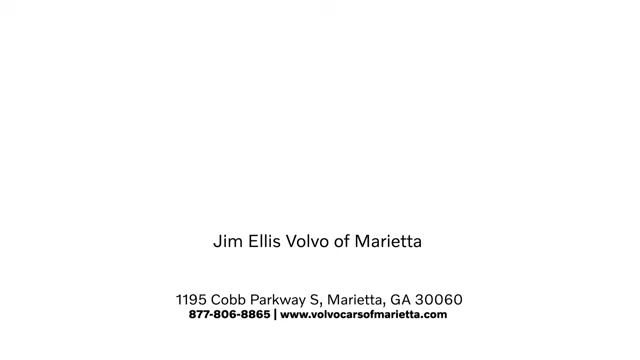 Jim Ellis Volvo of Marietta
1195 Cobb Parkway S, Marietta, GA 30060
877-806-8865 | www.volvocarsofmarietta.com